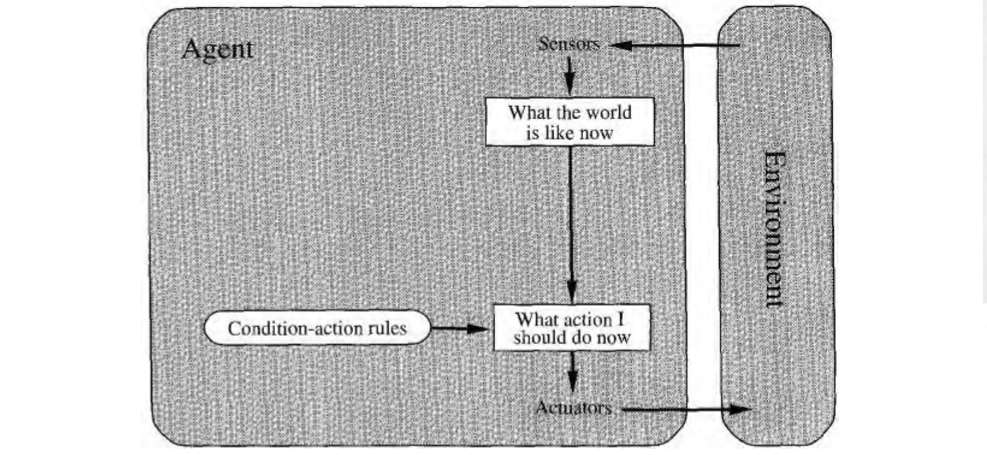 Agent
Sensors
What the world
is like now
Environment
Condition-action rules
What action I
should do now
Actuators